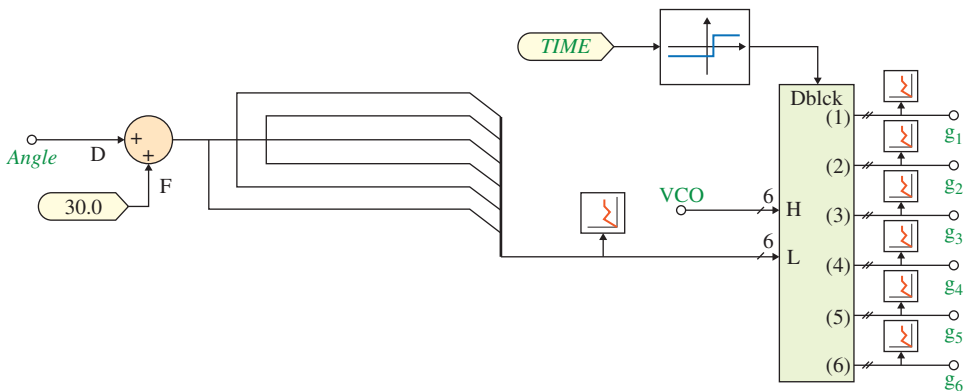 TIME
Dblck
(1)
g1
Angle
D
+
+
F
30.0
(2)
g2
VCO
6
H
(3)
g3
6
L
(4)
g4
(5)
g5
(6)
g6